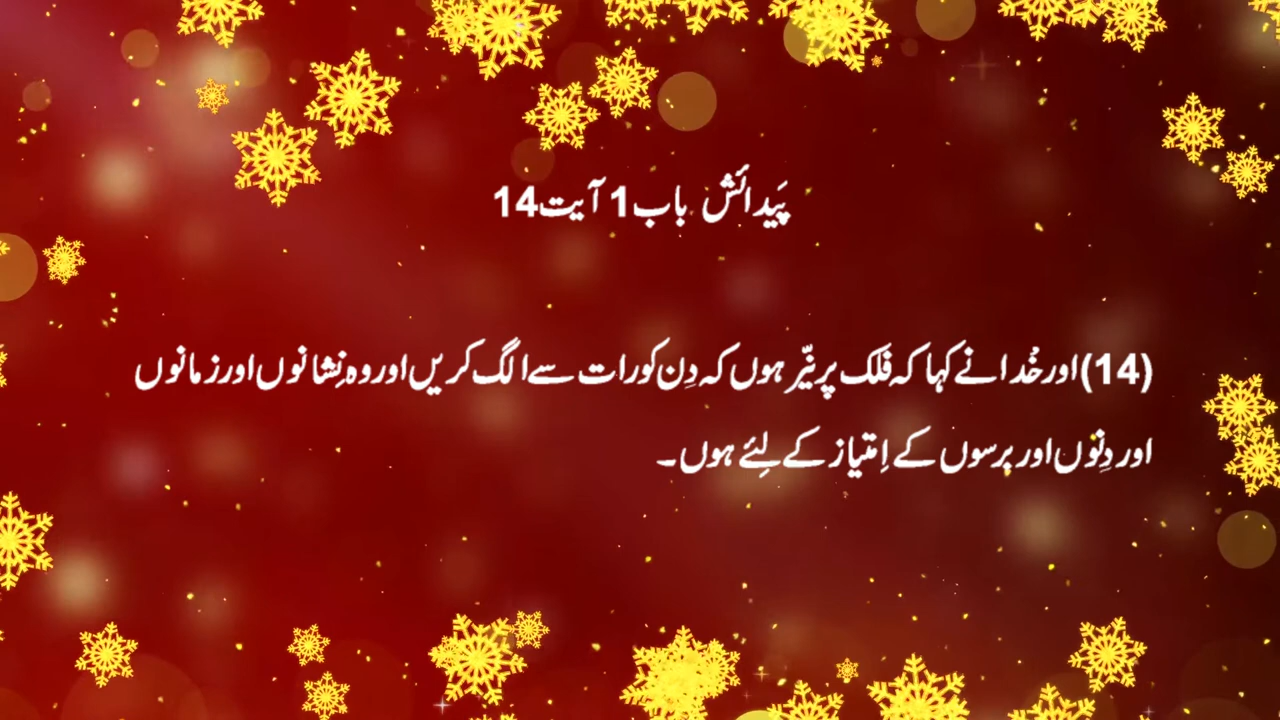 پَیدائش باب 1 آیت 14
(14) اور خُدا نے کہا کہ فلک پر نیّر ہوں کہ دِن کو رات سے الگ کریں اور وہ نِشانوں اور زمانوں
اور دِنوں اور برسوں کے اِمتیاز کے لِئے ہوں۔